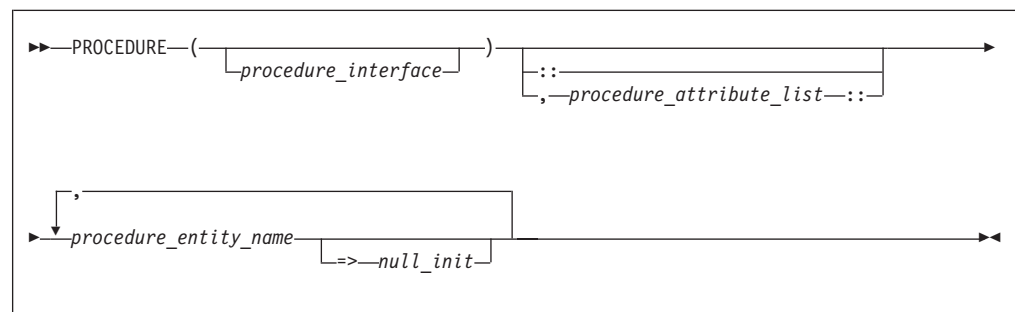 PROCEDURE ( )
procedure_interface ::
, procedure_attribute_list ::
,
procedure_entity_name
=> null_init